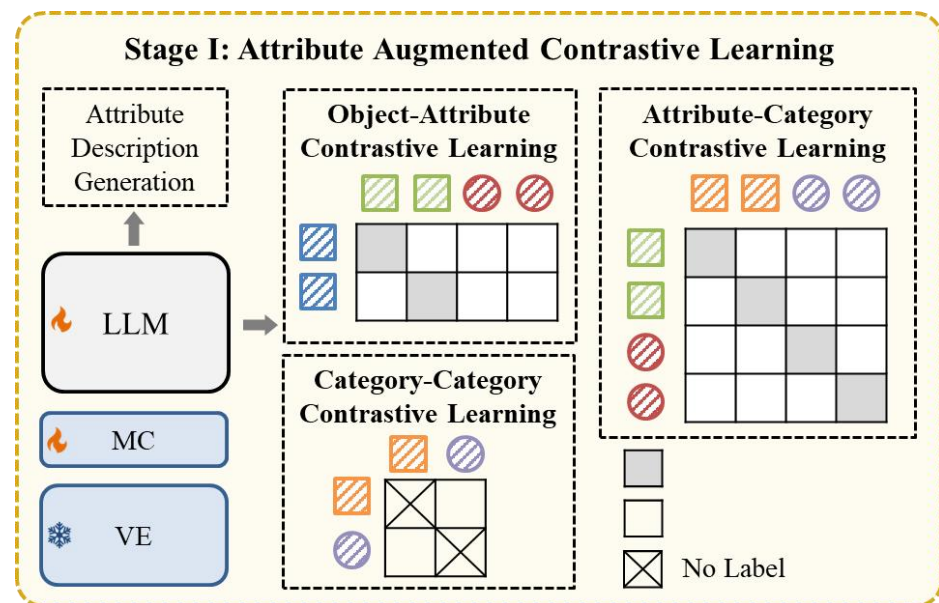 Stage I: Attribute Augmented Contrastive Learning
Attribute
Description
Generation
LLM
MC
VE
Object-Attribute
Contrastive Learning
Category-Category
Contrastive Learning
Attribute-Category
Contrastive Learning
No Label